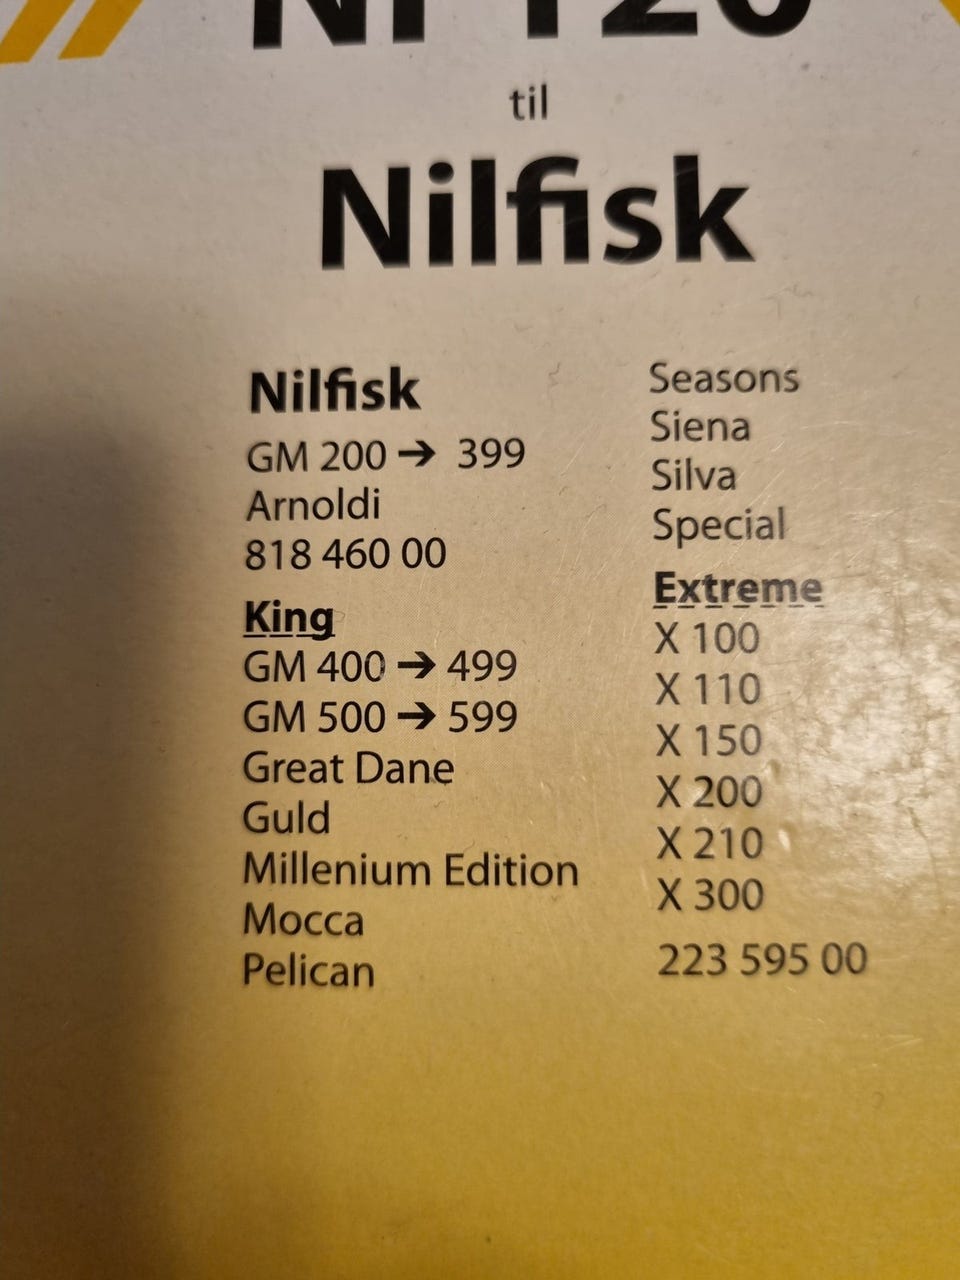 til
Nilfisk
Nilfisk
GM 200 ➔ 399
Arnoldi
818 460 00
King
GM 400 ➔ 499
GM 500 ➔ 599
Great Dane
Guld
Millenium Edition
Mocca
Pelican
Seasons
Siena
Silva
Special
Extreme
X 100
X 110
X 150
X 200
X 210
X 300
223 595 00